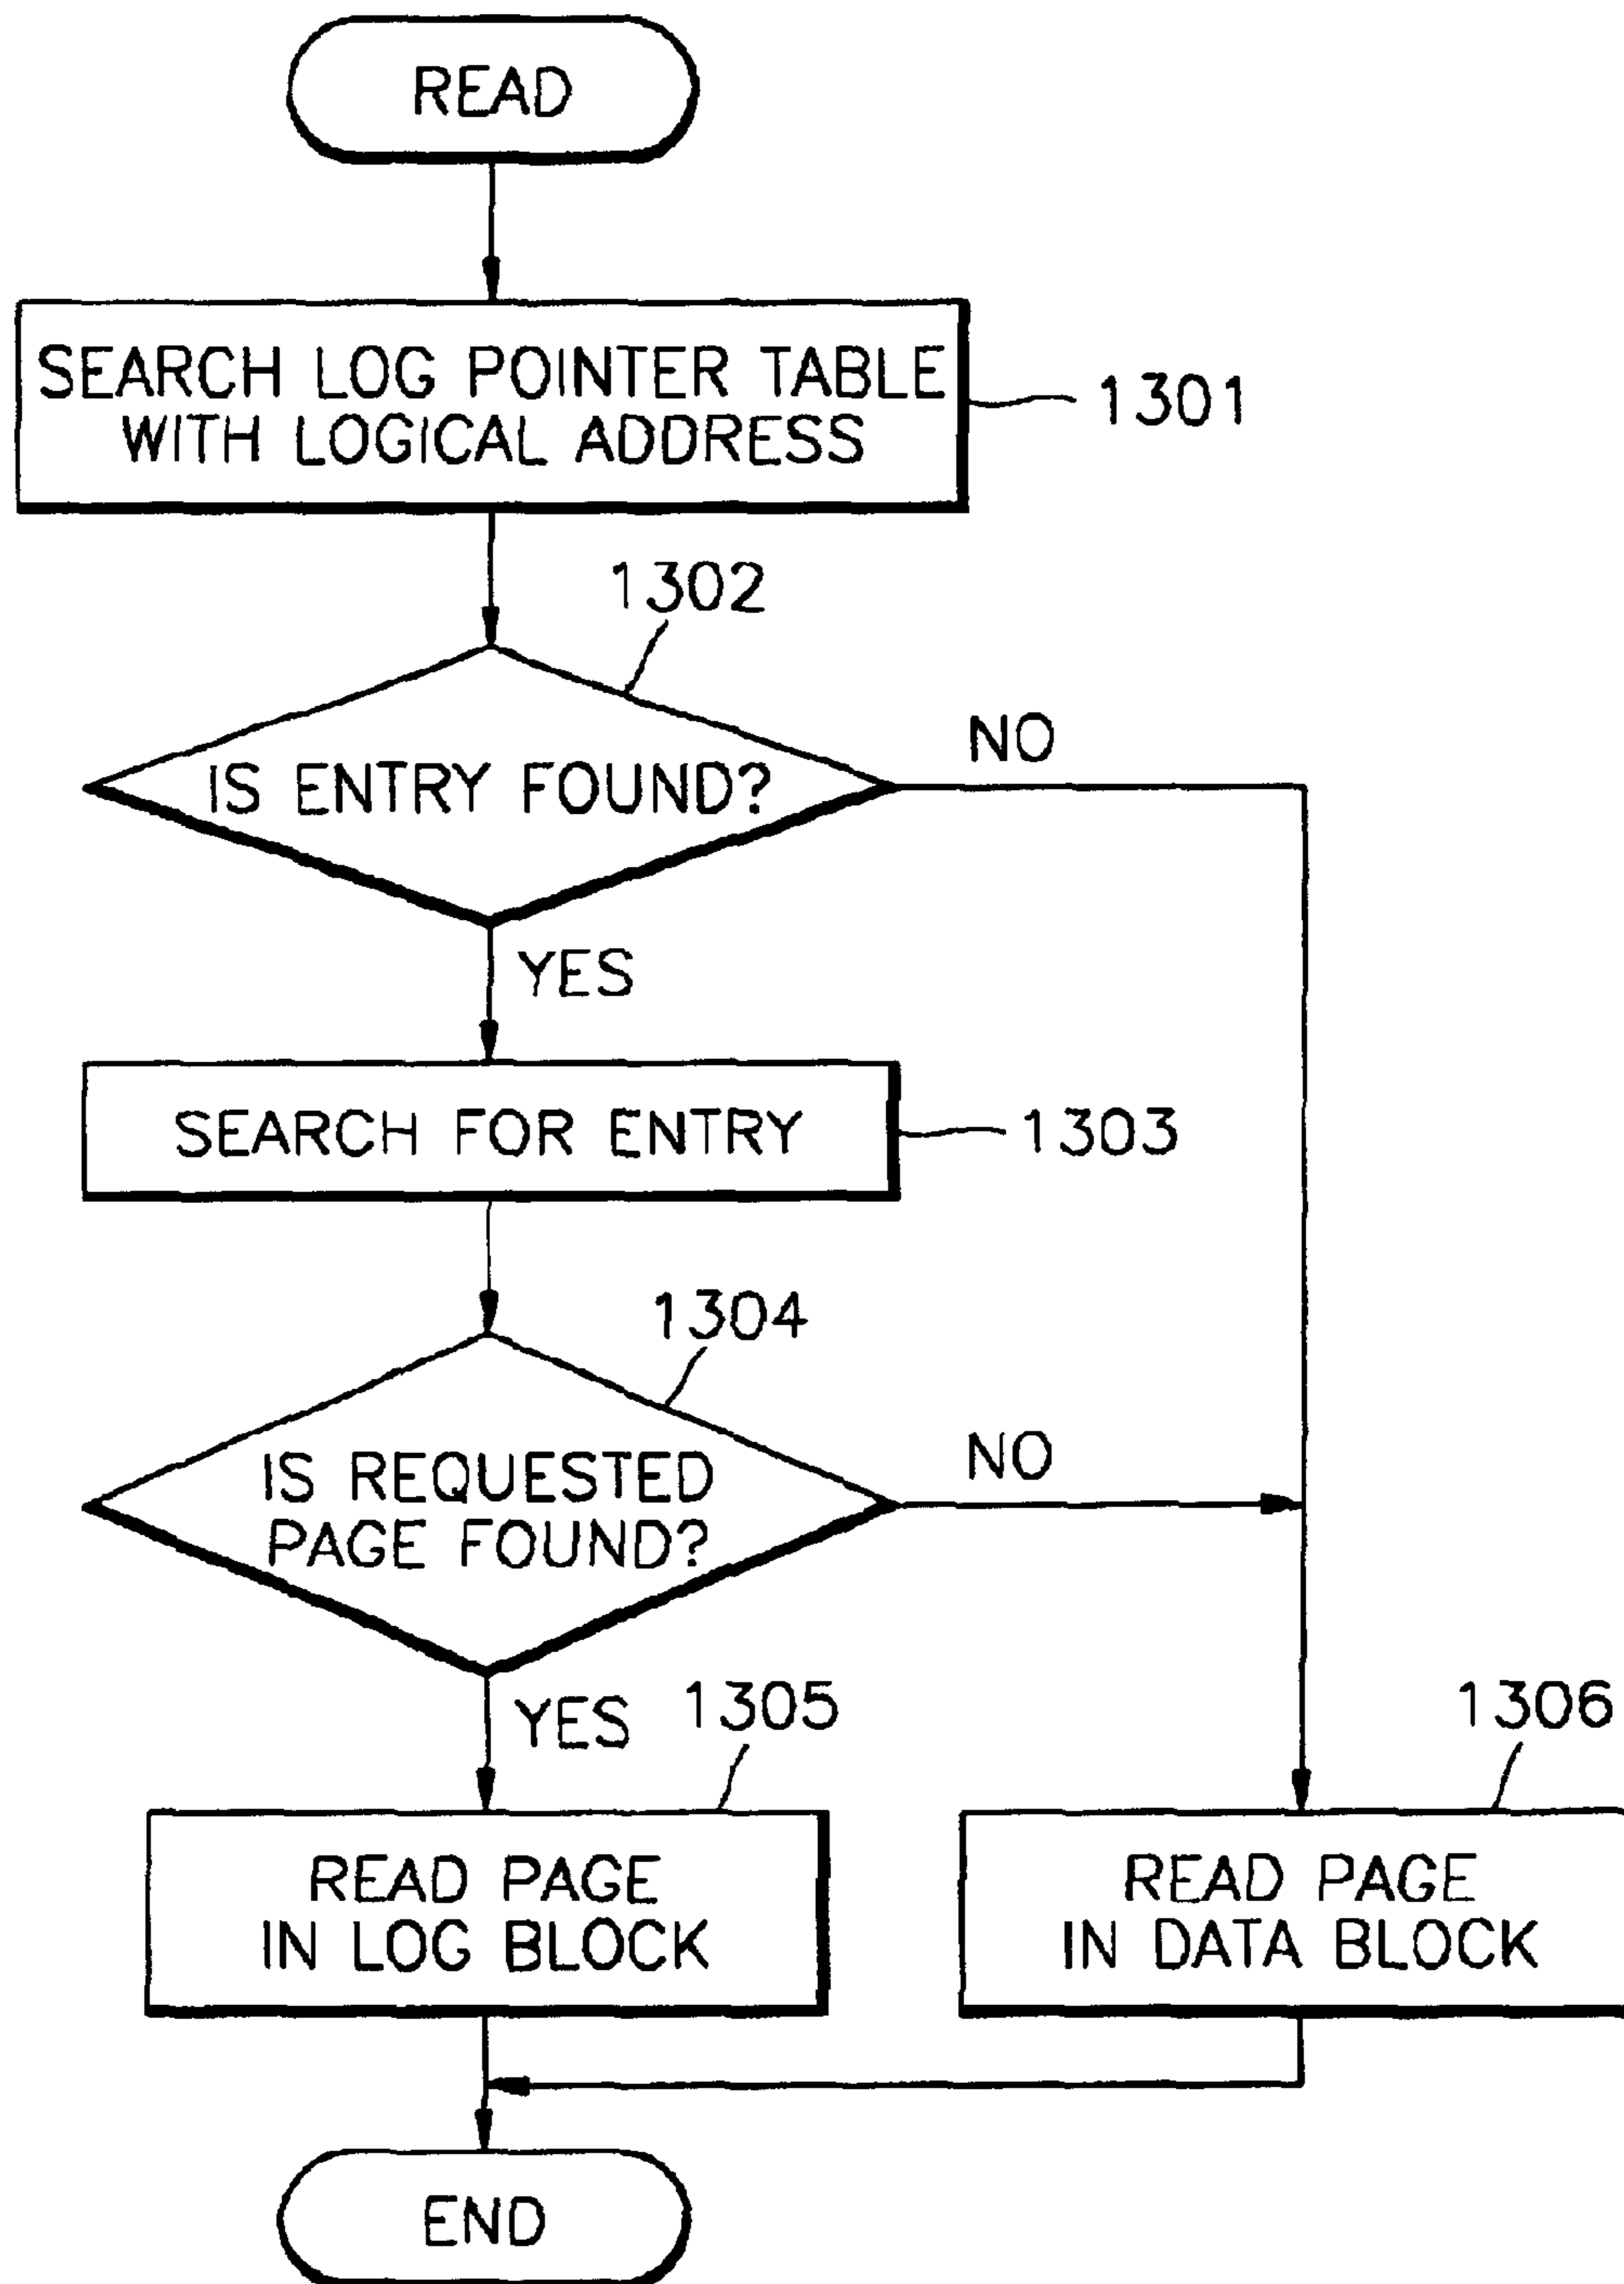 READ
SEARCH LOG POINTER TABLE
WITH LOGICAL ADDRESS
1301
1302
IS ENTRY FOUND?
NO
YES
SEARCH FOR ENTRY
1303
1304
IS REQUESTED
PAGE FOUND?
NO
YES
1305
1306
READ PAGE
IN LOG BLOCK
READ PAGE
IN DATA BLOCK
END